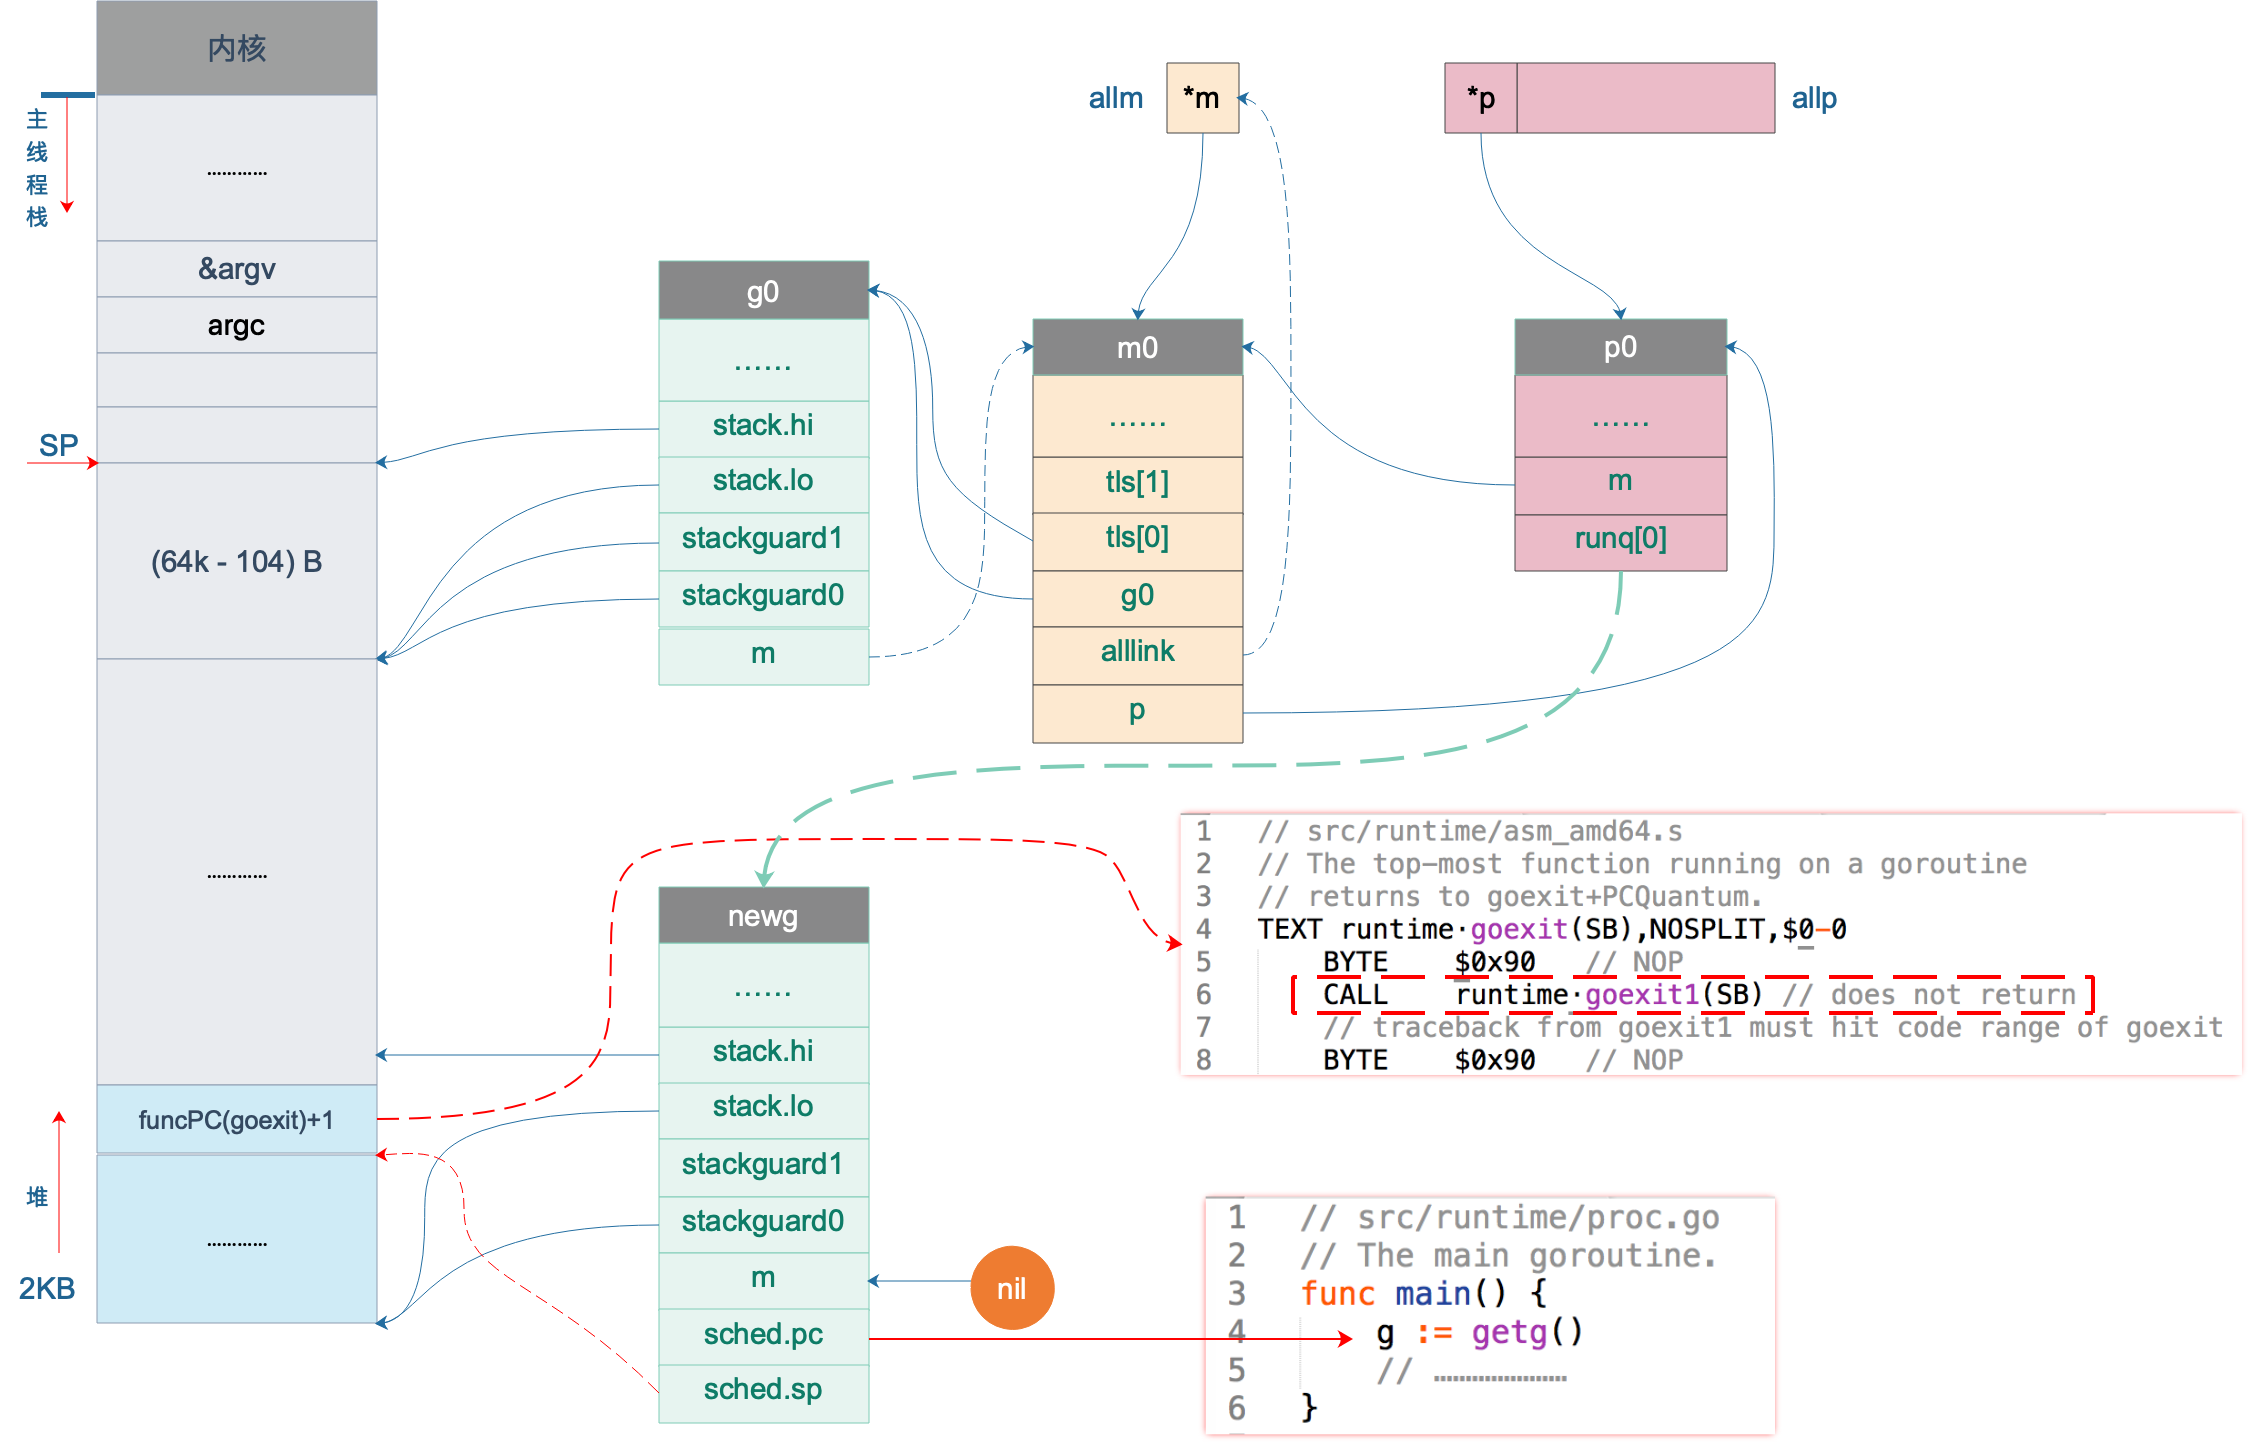 内核
主线程栈
…………
&argv
argc
SP
(64k - 104) B
…………
funcPC(goexit)+1
堆
…………
2KB
g0
……
stack.hi
stack.lo
stackguard1
stackguard0
m
allm
*m
m0
……
tls[1]
tls[0]
g0
alllink
p
*p
allp
p0
……
m
runq[0]
newg
……
stack.hi
stack.lo
stackguard1
stackguard0
m
sched.pc
sched.sp
nil
1 // src/runtime/asm_amd64.s
2 // The top-most function running on a goroutine
3 // returns to goexit+PCQuantum.
4 TEXT runtime·goexit(SB),NOSPLIT,$0-0
5 BYTE $0x90 // NOP
6 CALL runtime·goexit1(SB) // does not return
7 // traceback from goexit1 must hit code range of goexit
8 BYTE $0x90 // NOP
1 // src/runtime/proc.go
2 // The main goroutine.
3 func main() {
4 g := getg()
5 // …………………
6 }